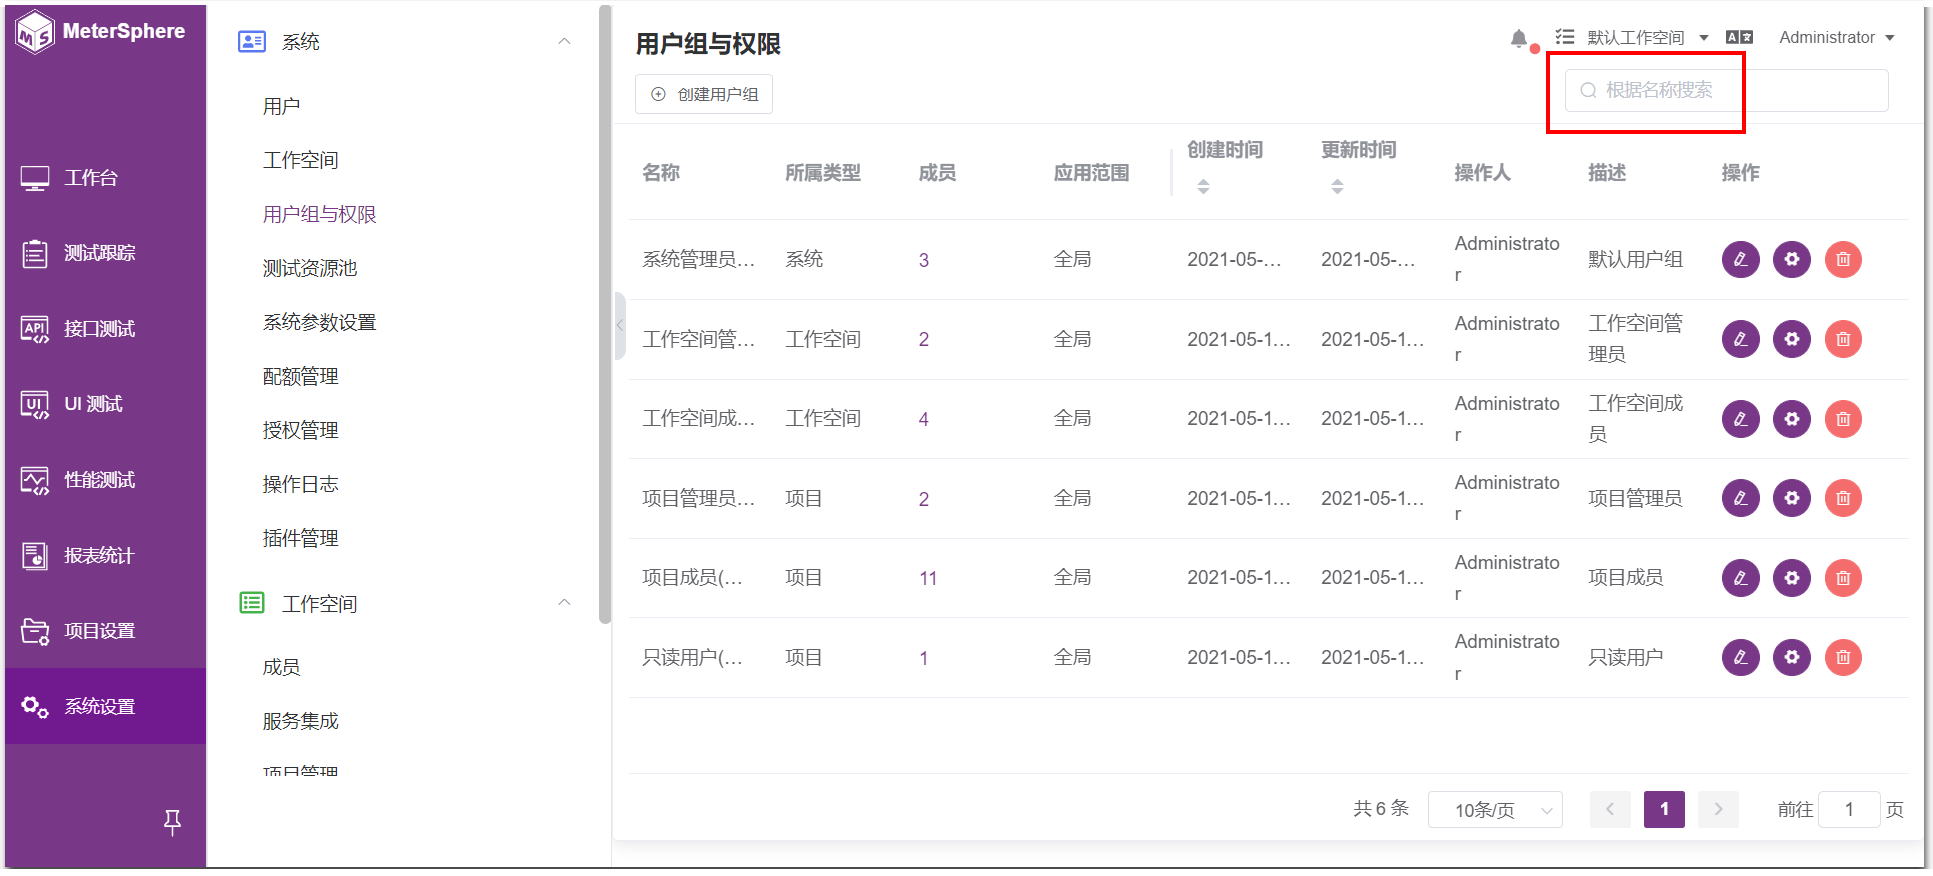 MeterSphere
工作台
测试跟踪
接口测试
UI 测试
性能测试
报表统计
项目设置
系统设置
系统
用户
工作空间
用户组与权限
测试资源池
系统参数设置
配额管理
授权管理
操作日志
插件管理
工作空间
成员
服务集成
项目管理
用户组与权限
默认工作空间
Administrator
创建用户组
根据名称搜索
名称 所属类型 成员 应用范围 创建时间 更新时间 操作人 描述 操作
系统管理员... 系统 3 全局 2021-05-... 2021-05-... Administrato
r 默认用户组
工作空间管... 工作空间 2 全局 2021-05-1... 2021-05-1... Administrato
r 工作空间管
理员
工作空间成... 工作空间 4 全局 2021-05-1... 2021-05-1... Administrato
r 工作空间成
员
项目管理员... 项目 2 全局 2021-05-1... 2021-05-1... Administrato
r 项目管理员
项目成员(... 项目 11 全局 2021-05-1... 2021-05-1... Administrato
r 项目成员
只读用户(... 项目 1 全局 2021-05-1... 2021-05-1... Administrato
r 只读用户
共 6 条 10条/页 1 前往 1 页